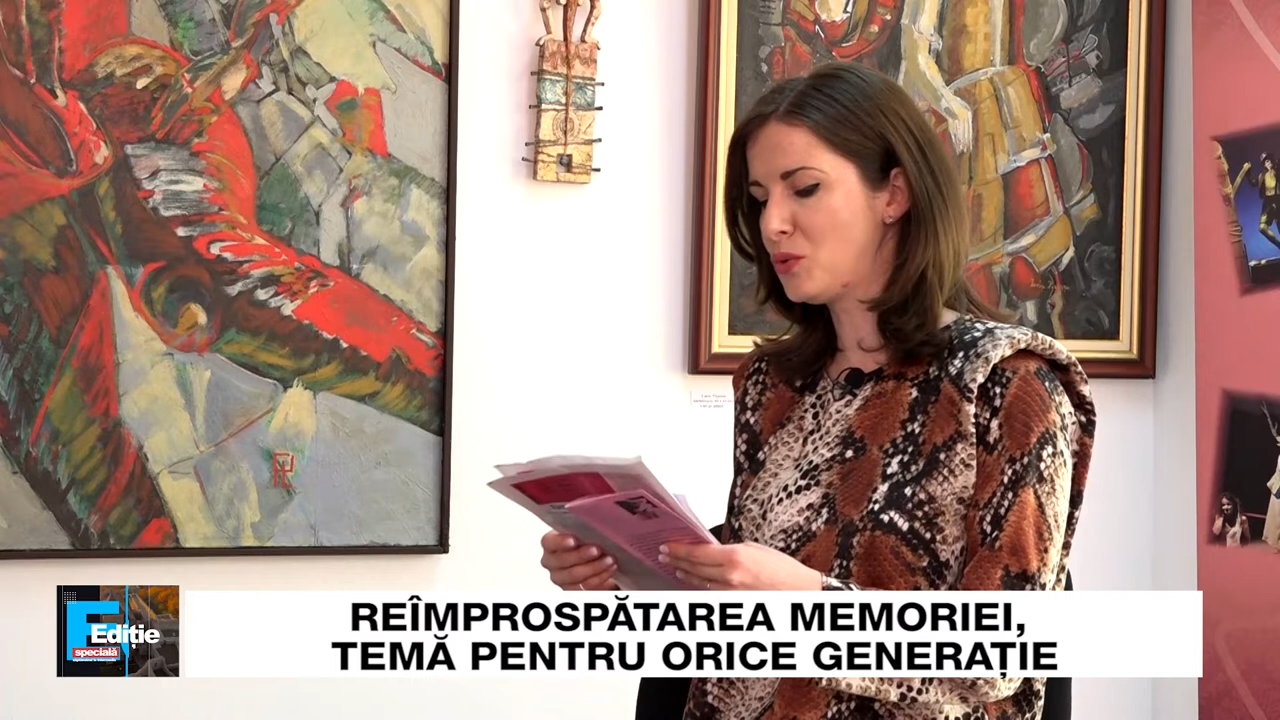 REÎMPROSPĂTAREA MEMORIEI,
TEMĂ PENTRU ORICE GENERAȚIE
Ediție
specială